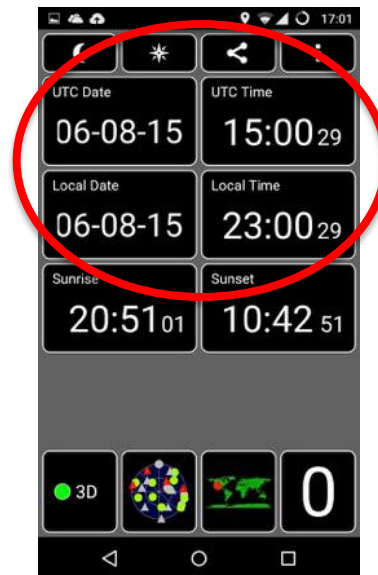 17:01
UTC Date
UTC Time
06-08-15
15:00 29
Local Date
Local Time
06-08-15
23:00 29
Sunrise
Sunset
20:51 01
10:42 51
3D
0